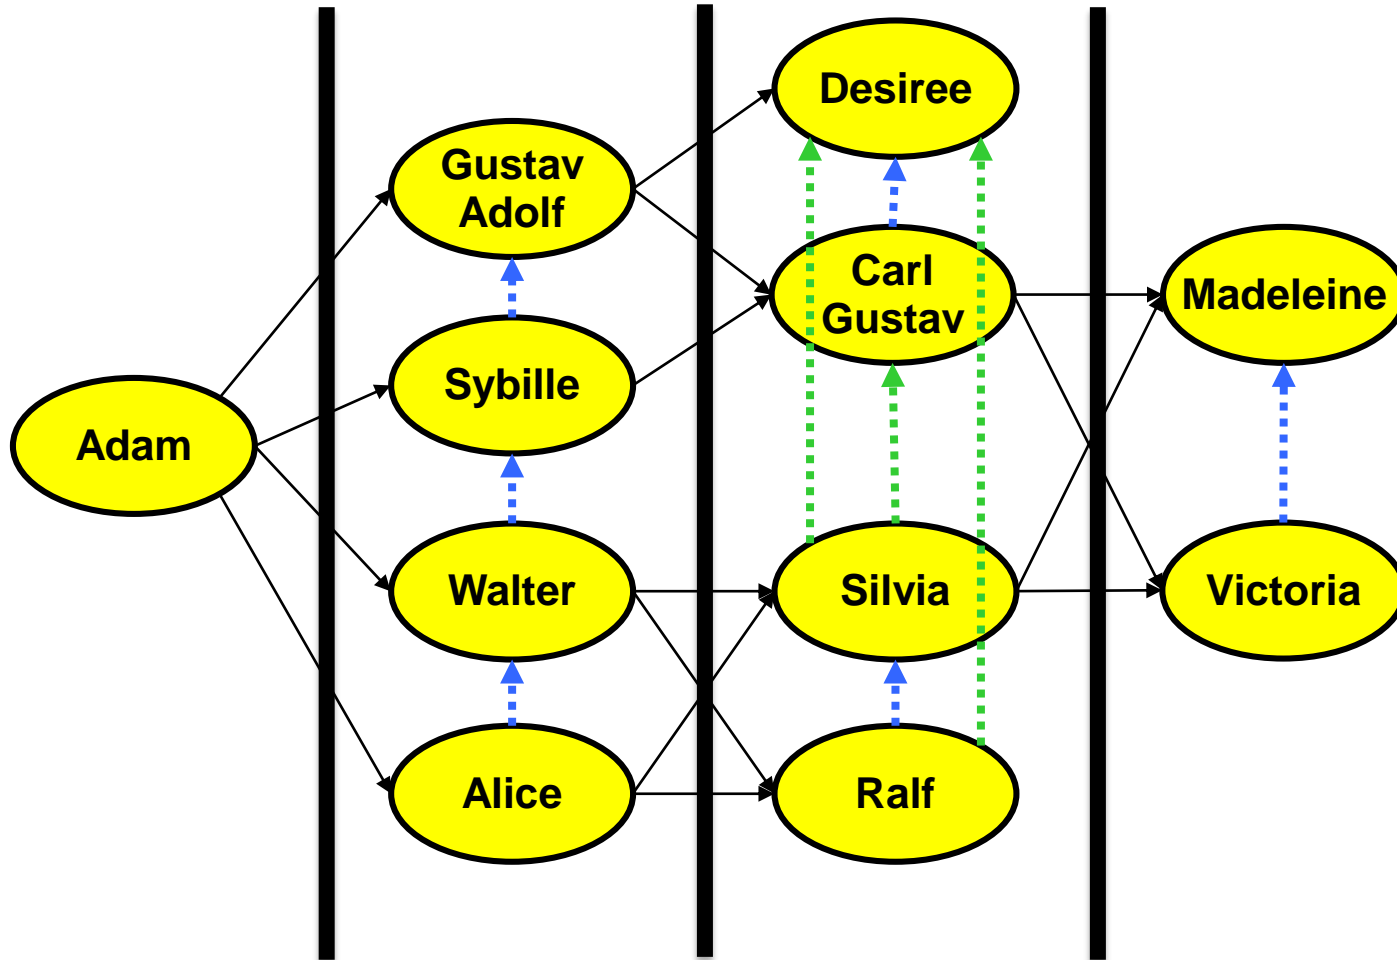 Adam
Gustav
Adolf
Sybille
Walter
Alice
Desiree
Carl
Gustav
Silvia
Ralf
Madeleine
Victoria